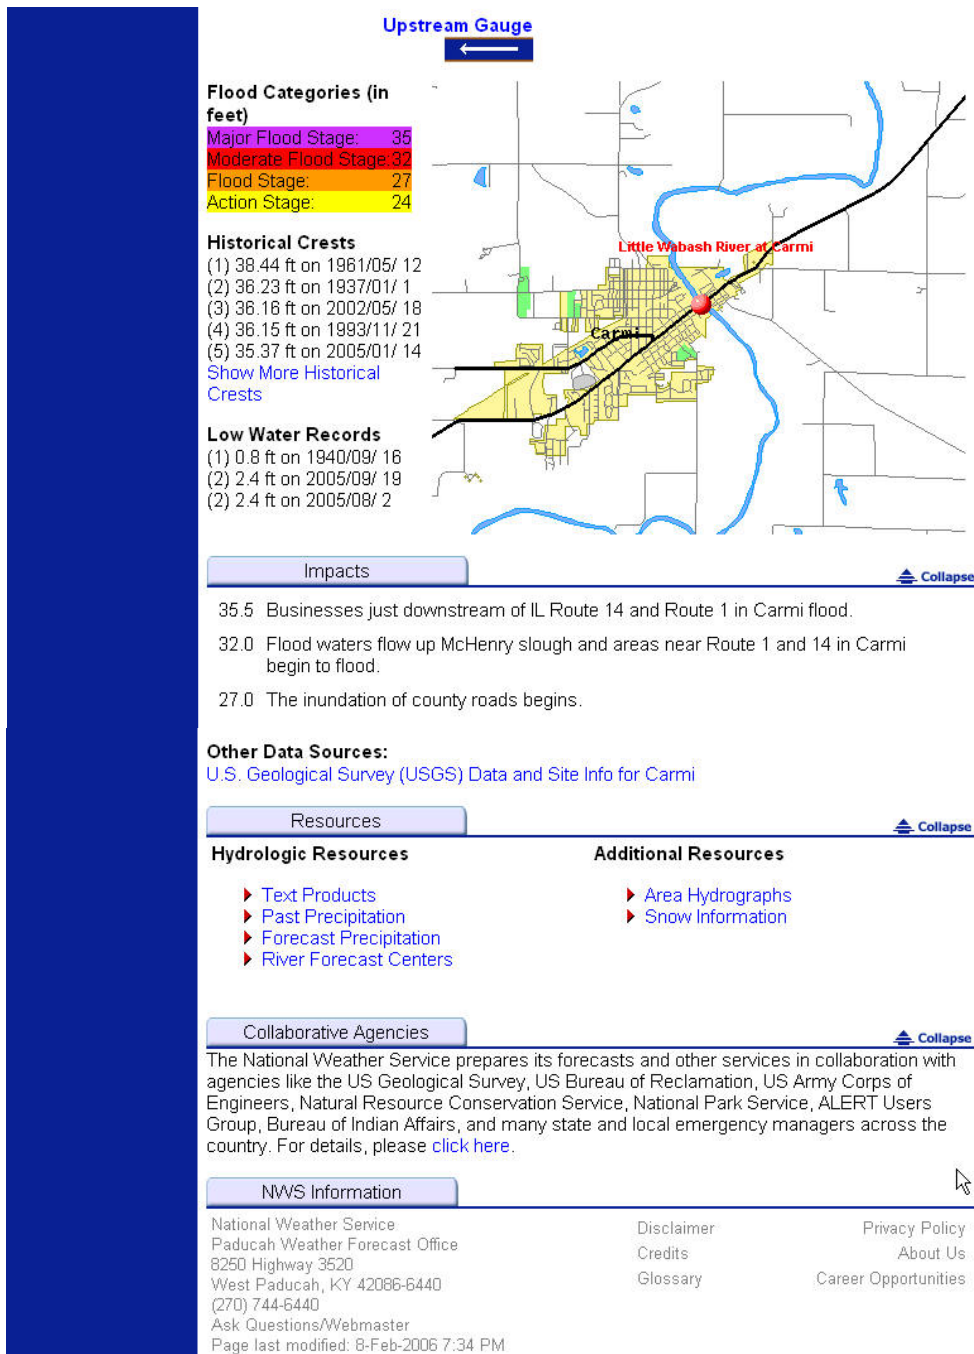 Upstream Gauge
Flood Categories (in
feet)
Major Flood Stage: 35
Moderate Flood Stage: 32
Flood Stage: 27
Action Stage: 24
Historical Crests
(1) 38.44 ft on 1961/05/ 12
(2) 36.23 ft on 1937/01/ 1
(3) 36.16 ft on 2002/05/ 18
(4) 36.15 ft on 1993/11/ 21
(5) 35.37 ft on 2005/01/ 14
Show More Historical
Crests
Low Water Records
(1) 0.8 ft on 1940/09/ 16
(2) 2.4 ft on 2005/09/ 19
(2) 2.4 ft on 2005/08/ 2
Little Wabash River at Carmi
Carmi
Impacts
Collapse
35.5 Businesses just downstream of IL Route 14 and Route 1 in Carmi flood.
32.0 Flood waters flow up McHenry slough and areas near Route 1 and 14 in Carmi
begin to flood.
27.0 The inundation of county roads begins.
Other Data Sources:
U.S. Geological Survey (USGS) Data and Site Info for Carmi
Resources
Collapse
Hydrologic Resources
Text Products
Past Precipitation
Forecast Precipitation
River Forecast Centers
Additional Resources
Area Hydrographs
Snow Information
Collaborative Agencies
Collapse
The National Weather Service prepares its forecasts and other services in collaboration with
agencies like the US Geological Survey, US Bureau of Reclamation, US Army Corps of
Engineers, Natural Resource Conservation Service, National Park Service, ALERT Users
Group, Bureau of Indian Affairs, and many state and local emergency managers across the
country. For details, please click here.
NWS Information
National Weather Service
Paducah Weather Forecast Office
8250 Highway 3520
West Paducah, KY 42086-6440
(270) 744-6440
Ask Questions/Webmaster
Page last modified: 8-Feb-2006 7:34 PM
Disclaimer
Credits
Glossary
Privacy Policy
About Us
Career Opportunities